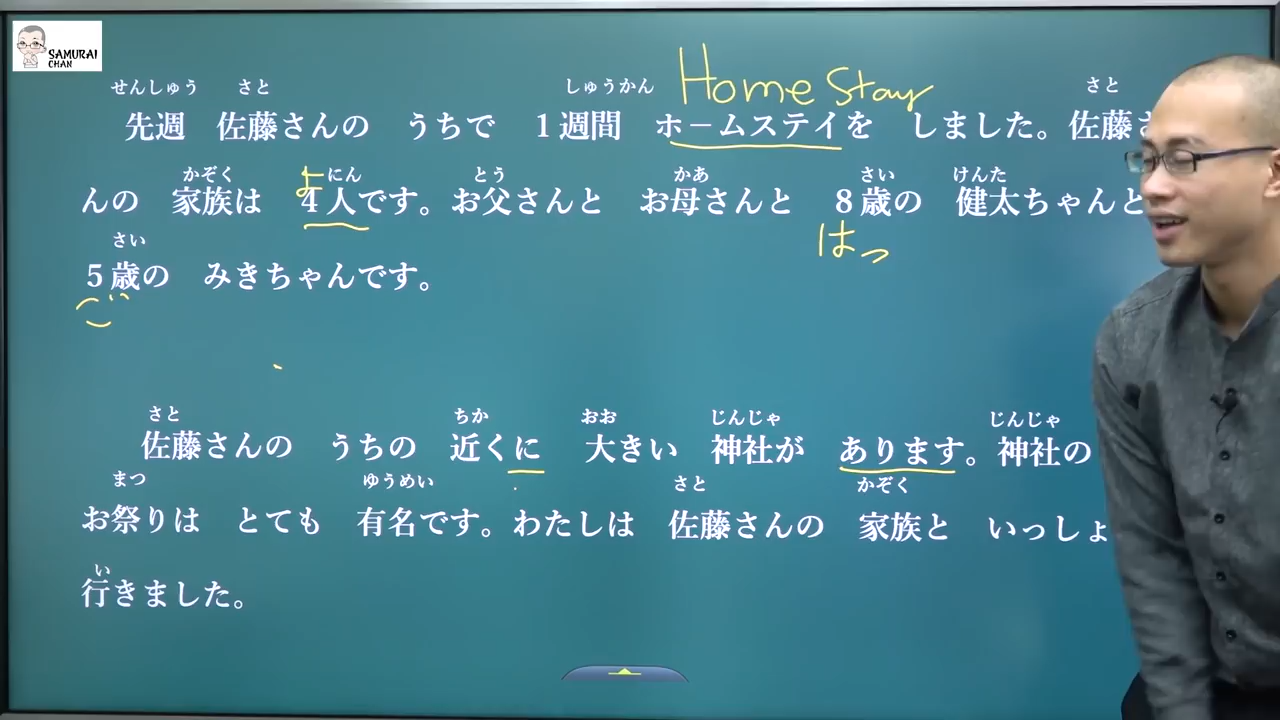 SAMURAI
CHAN
Home Stay
せんしゅう さと しゅうかん さと
先週 佐藤さんの うちで 1週間 ホームステイを しました。佐藤さ
かぞく よ にん とう かあ さい けんた
んの 家族は 4人です。お父さんと お母さんと 8歳の 健太ちゃんと
はっ
さい
5歳の みきちゃんです。
ご
さと ちか おお じんじゃ じんじゃ
佐藤さんの うちの 近くに 大きい 神社が あります。神社の
まつ ゆうめい さと かぞく
お祭りは とても 有名です。わたしは 佐藤さんの 家族と いっしょ
い
行きました。